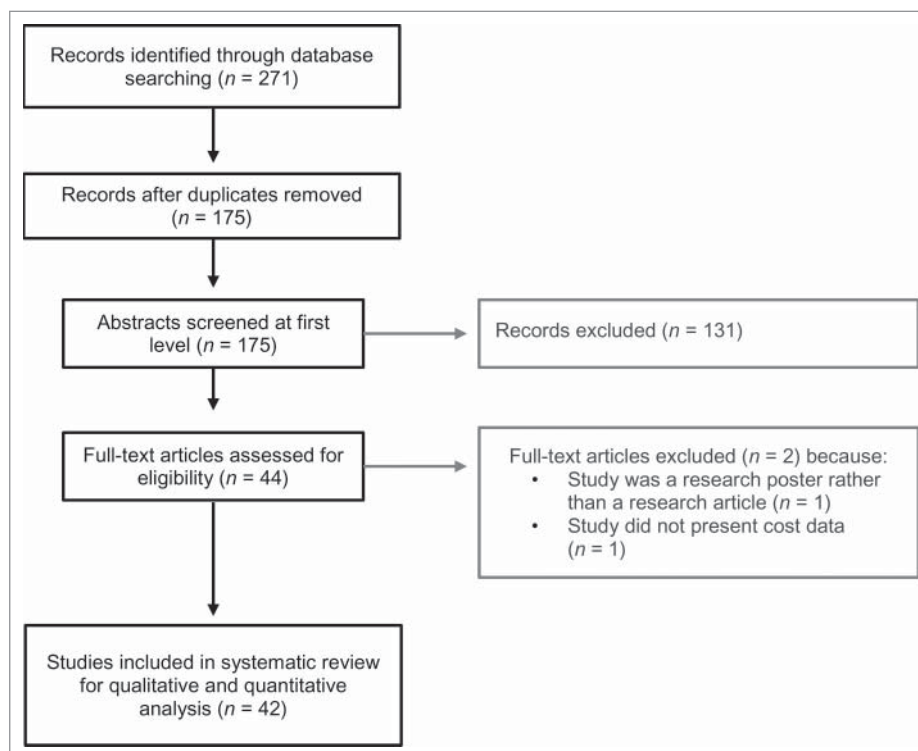 Records identified through database
searching (n = 271)
Records after duplicates removed
(n = 175)
Abstracts screened at first
level (n = 175)
Records excluded (n = 131)
Full-text articles assessed for
eligibility (n = 44)
Full-text articles excluded (n = 2) because:
• Study was a research poster rather
than a research article (n = 1)
• Study did not present cost data
(n = 1)
Studies included in systematic review
for qualitative and quantitative
analysis (n = 42)